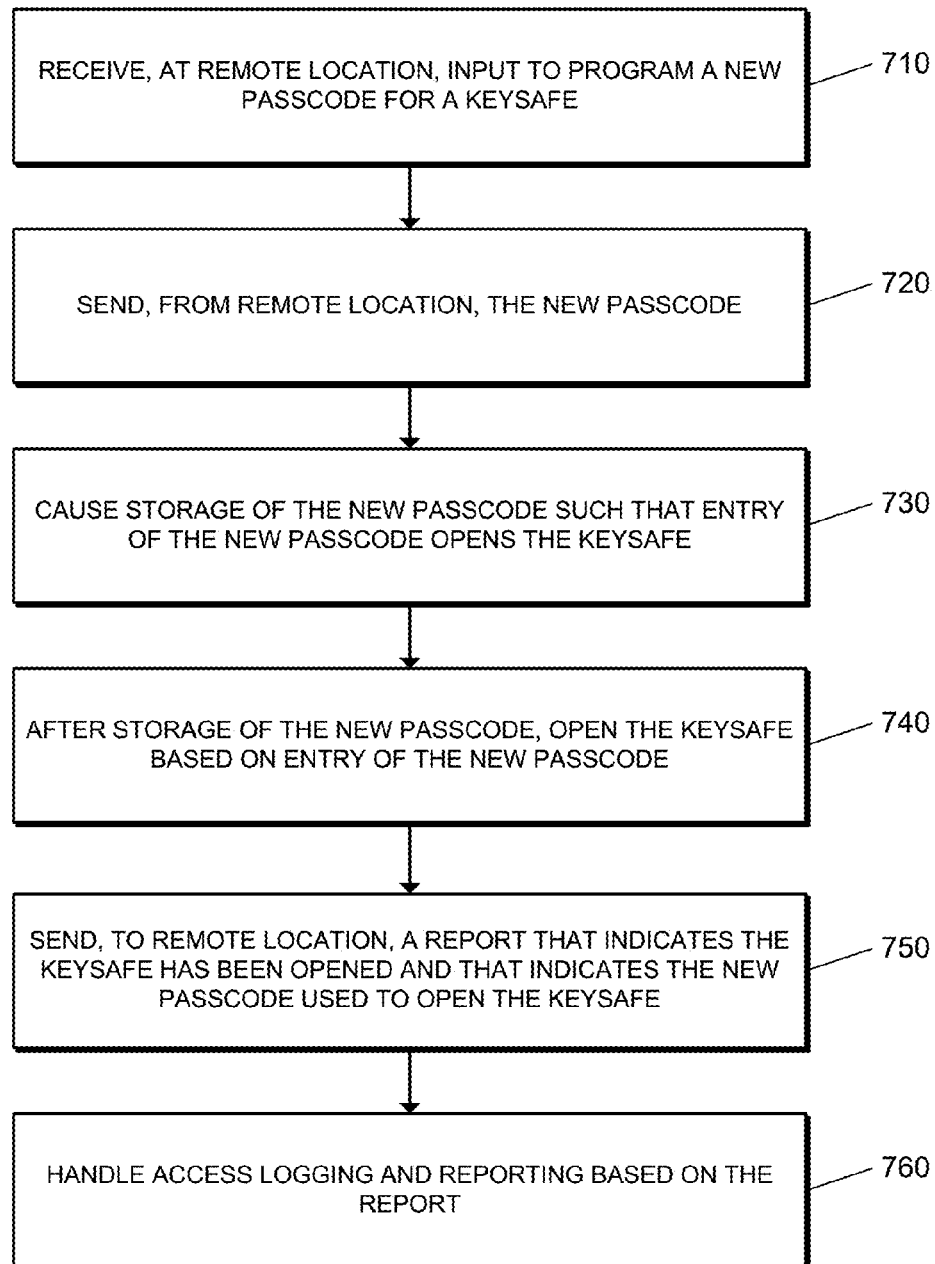 RECEIVE, AT REMOTE LOCATION, INPUT TO PROGRAM A NEW
PASSCODE FOR A KEYSAFE
710
SEND, FROM REMOTE LOCATION, THE NEW PASSCODE
720
CAUSE STORAGE OF THE NEW PASSCODE SUCH THAT ENTRY
OF THE NEW PASSCODE OPENS THE KEYSAFE
730
AFTER STORAGE OF THE NEW PASSCODE, OPEN THE KEYSAFE
BASED ON ENTRY OF THE NEW PASSCODE
740
SEND, TO REMOTE LOCATION, A REPORT THAT INDICATES THE
KEYSAFE HAS BEEN OPENED AND THAT INDICATES THE NEW
PASSCODE USED TO OPEN THE KEYSAFE
750
HANDLE ACCESS LOGGING AND REPORTING BASED ON THE
REPORT
760